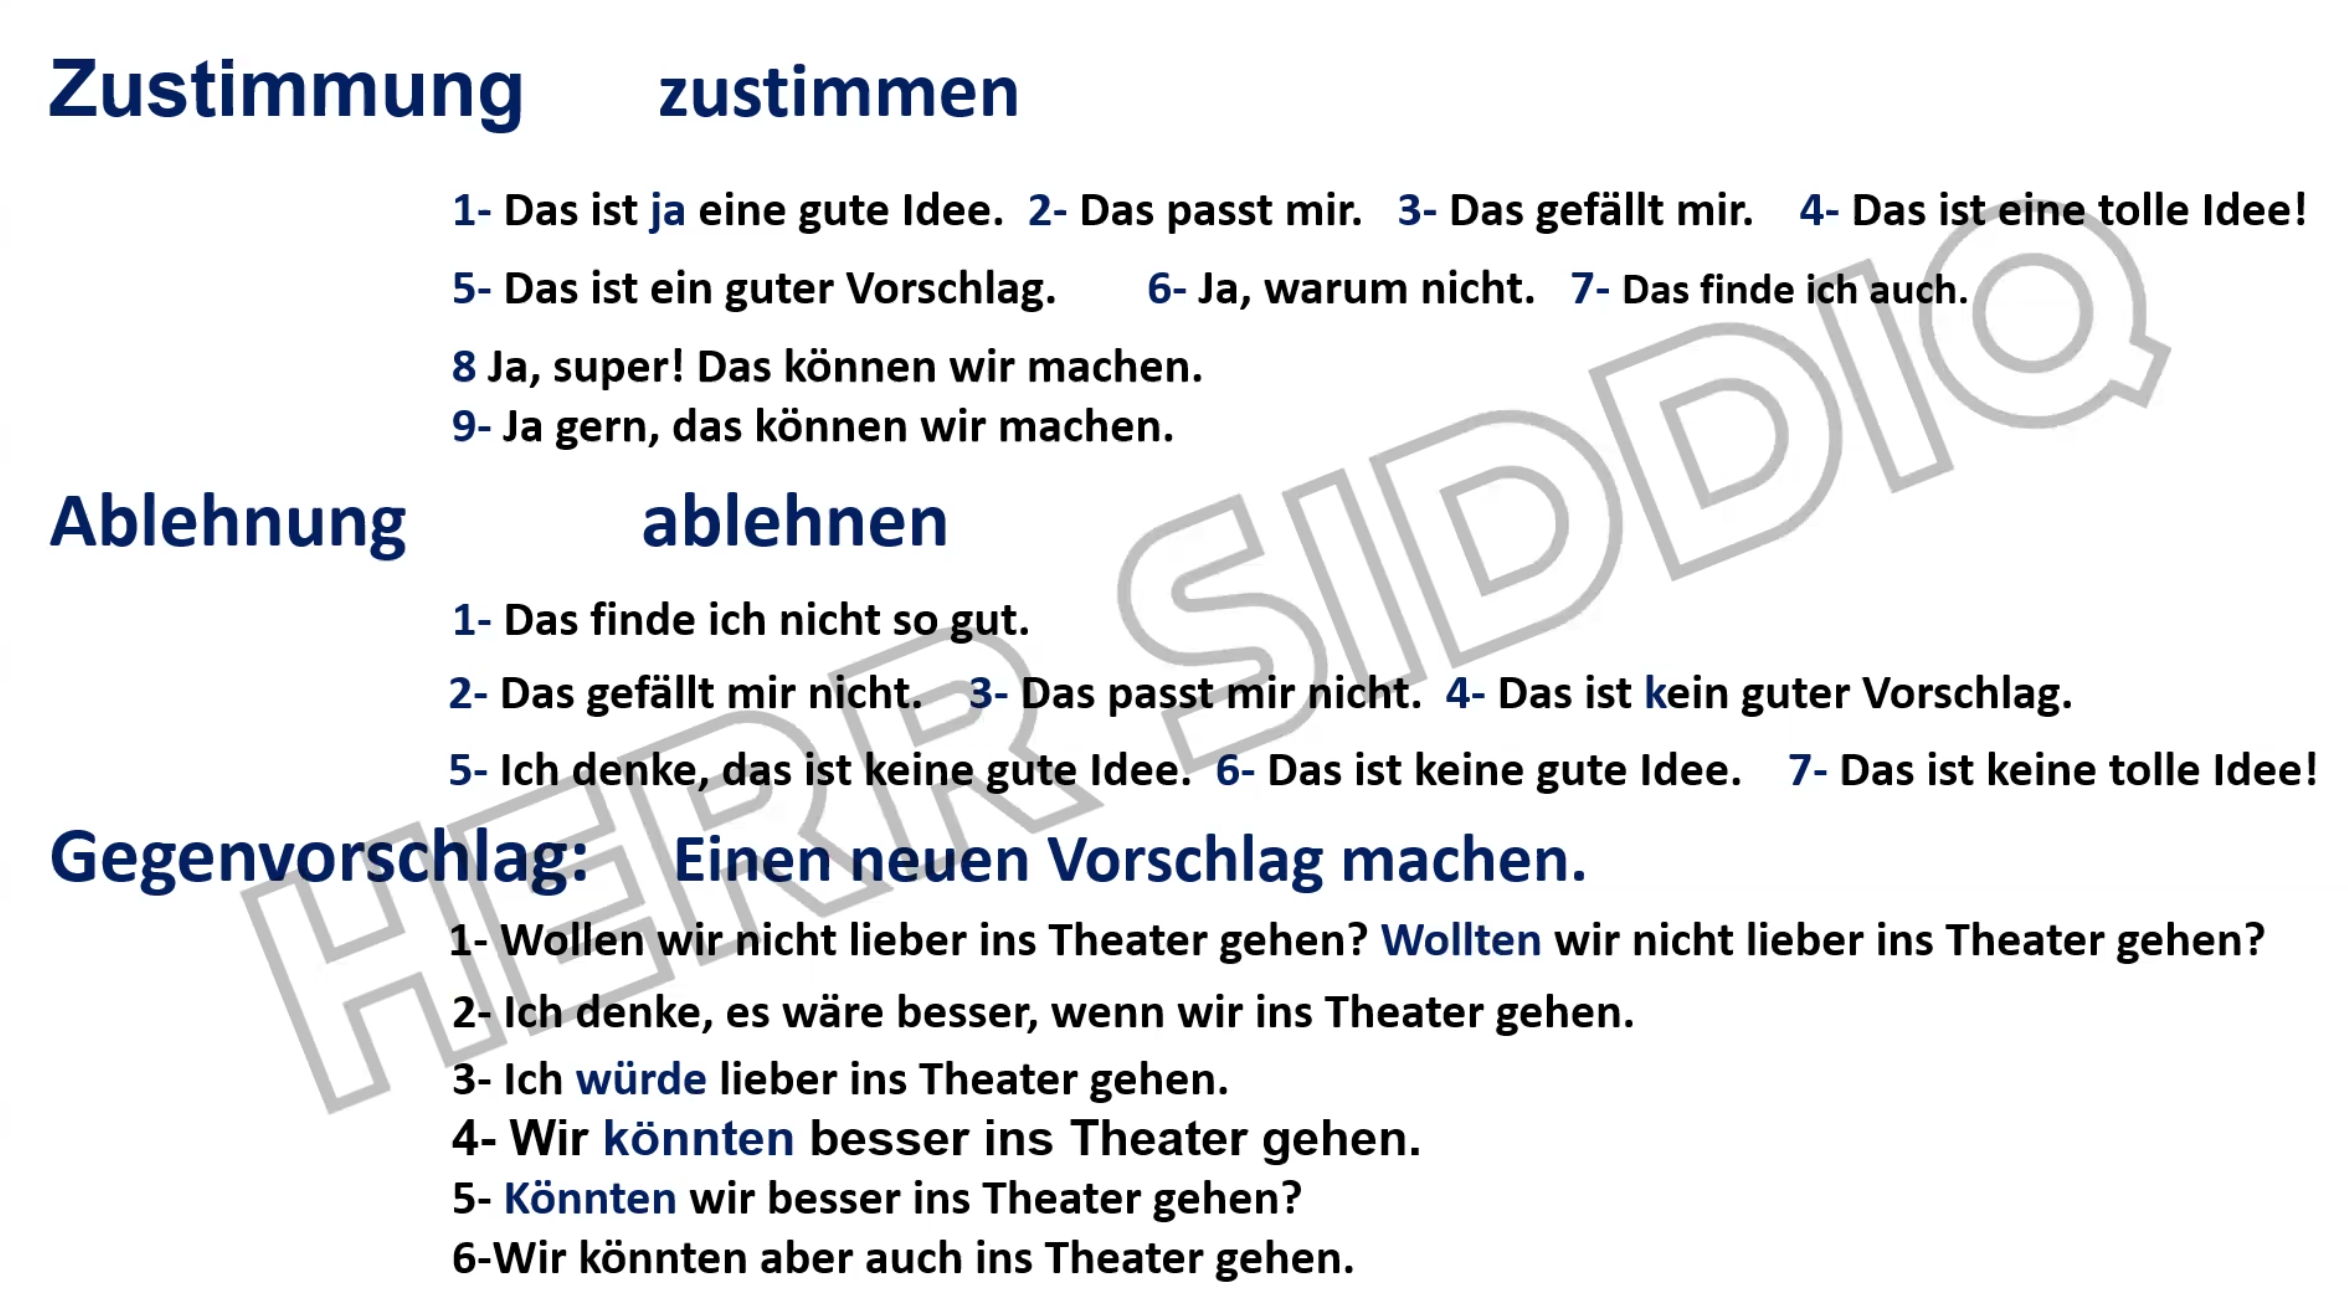 Zustimmung zustimmen
1- Das ist ja eine gute Idee. 2- Das passt mir. 3- Das gefällt mir. 4- Das ist eine tolle Idee!
5- Das ist ein guter Vorschlag. 6- Ja, warum nicht. 7- Das finde ich auch.
8 Ja, super! Das können wir machen.
9- Ja gern, das können wir machen.
Ablehnung ablehnen
1- Das finde ich nicht so gut.
2- Das gefällt mir nicht. 3- Das passt mir nicht. 4- Das ist kein guter Vorschlag.
5- Ich denke, das ist keine gute Idee. 6- Das ist keine gute Idee. 7- Das ist keine tolle Idee!
Gegenvorschlag: Einen neuen Vorschlag machen.
1- Wollen wir nicht lieber ins Theater gehen? Wollten wir nicht lieber ins Theater gehen?
2- Ich denke, es wäre besser, wenn wir ins Theater gehen.
3- Ich würde lieber ins Theater gehen.
4- Wir könnten besser ins Theater gehen.
5- Könnten wir besser ins Theater gehen?
6-Wir könnten aber auch ins Theater gehen.
HERR SIDDIQ